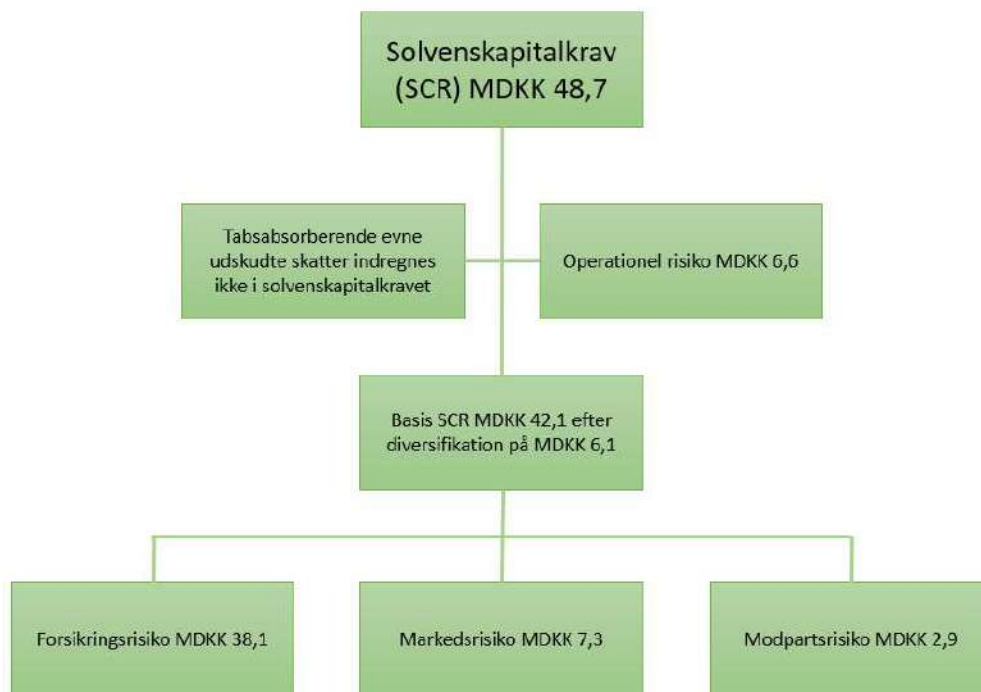 Solvenskapitalkrav
(SCR) MDKK 48,7
Tabsabsorberende evne
udskudte skatter indregnes
ikke i solvenskapitalkravet
Operationel risiko MDKK 6,6
Basis SCR MDKK 42,1 efter
diversifikation på MDKK 6,1
Forsikringsrisiko MDKK 38,1
Markedsrisiko MDKK 7,3
Modpartsrisiko MDKK 2,9